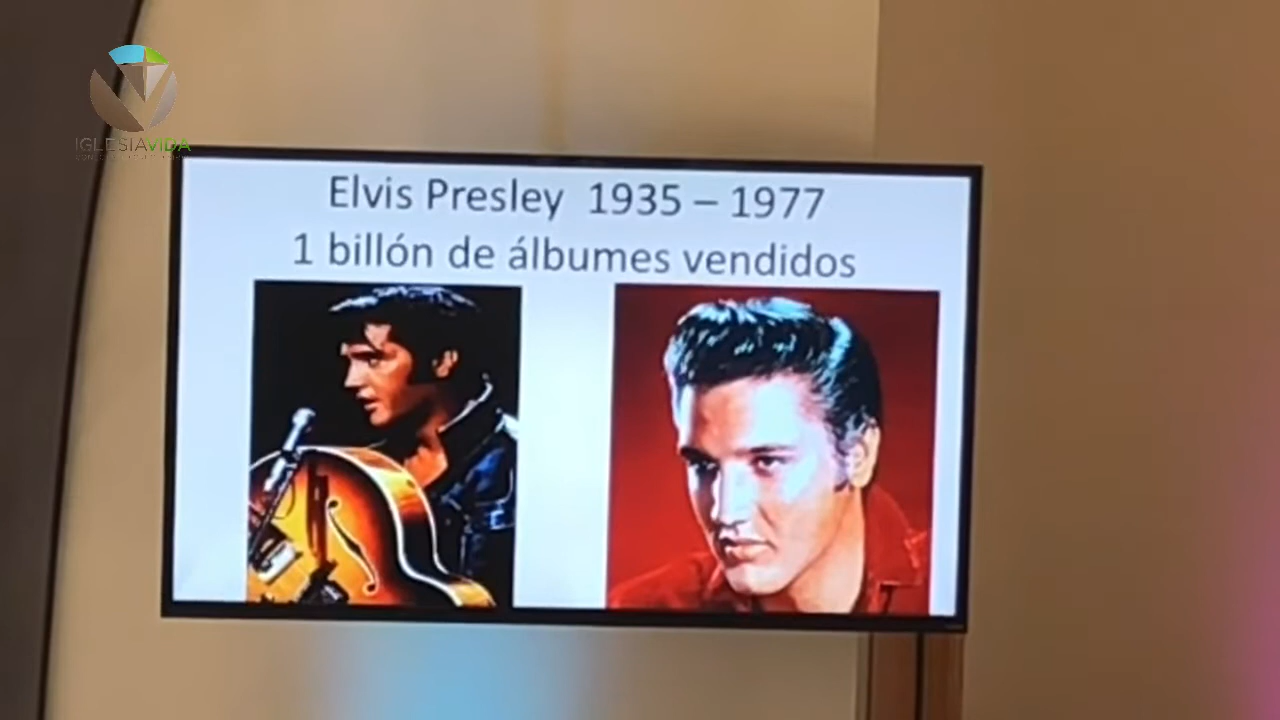 IGLESIAVIDA
Elvis Presley 1935 – 1977
1 billón de álbumes vendidos